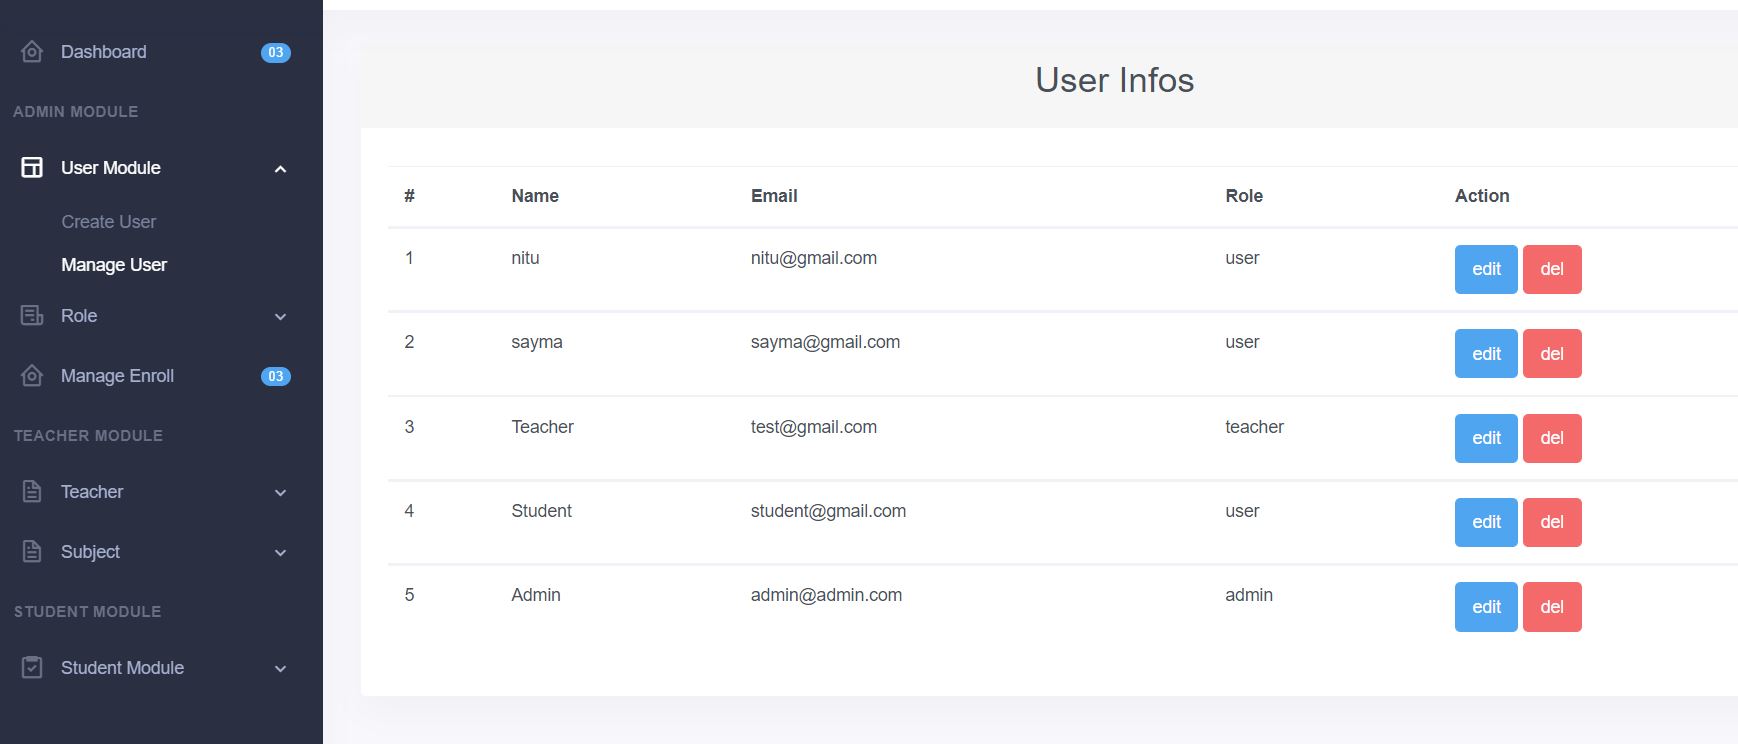 Dashboard 03
ADMIN MODULE
User Module
Create User
Manage User
Role
Manage Enroll 03
TEACHER MODULE
Teacher
Subject
STUDENT MODULE
Student Module
User Infos
# Name Email Role Action
1 nitu nitu@gmail.com user edit del
2 sayma sayma@gmail.com user edit del
3 Teacher test@gmail.com teacher edit del
4 Student student@gmail.com user edit del
5 Admin admin@admin.com admin edit del